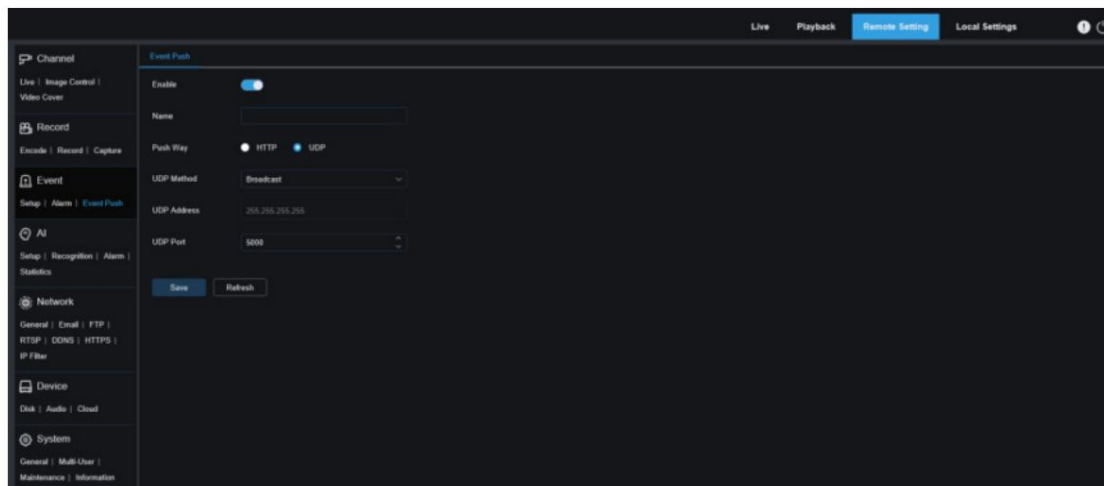 Live Playback Remote Setting Local Settings
Channel
Live | Image Control |
Video Cover
Record
Encode | Record | Capture
Event
Setup | Alarm | Event Push
AI
Setup | Recognition | Alarm |
Statistics
Network
General | Email | FTP |
RTSP | DDNS | HTTPS |
IP Filter
Device
Disk | Audio | Cloud
System
General | Multi-User |
Maintenance | Information
Event Push
Enable
Name
Push Way HTTP UDP
UDP Method Broadcast
UDP Address 255.255.255.255
UDP Port 5000
Save Refresh